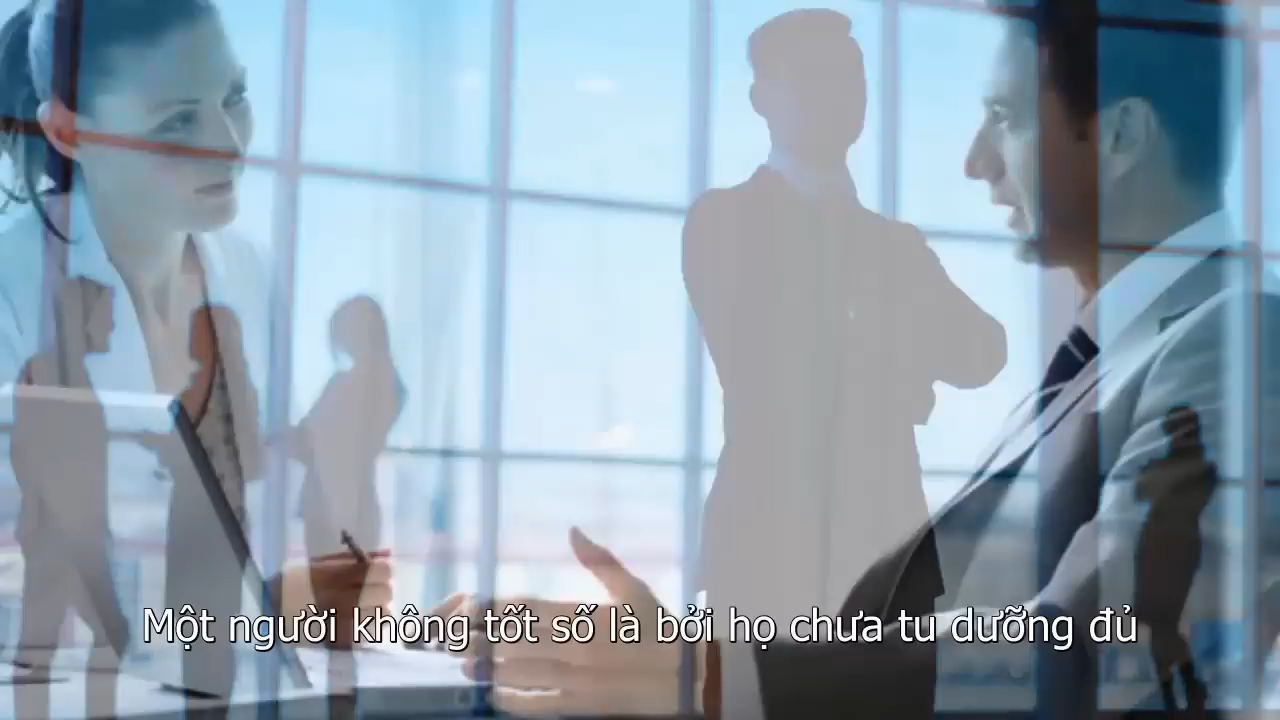 Một người không tốt số là bởi họ chưa tu dưỡng đủ